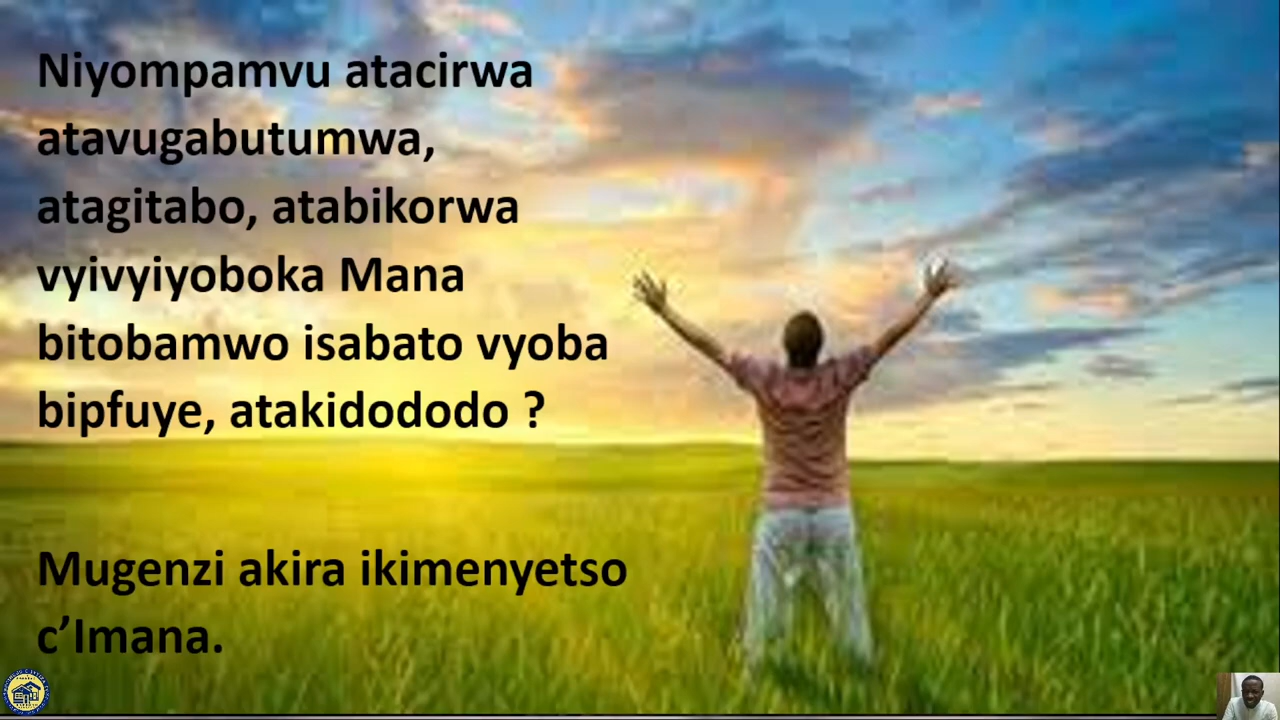 Niyompamvu atacirwa
atavugabutumwa,
atagitabo, atabikorwa
vyivyiyoboka Mana
bitobamwo isabato vyoba
bipfuye, atakidododo ?
Mugenzi akira ikimenyetso
c’Imana.